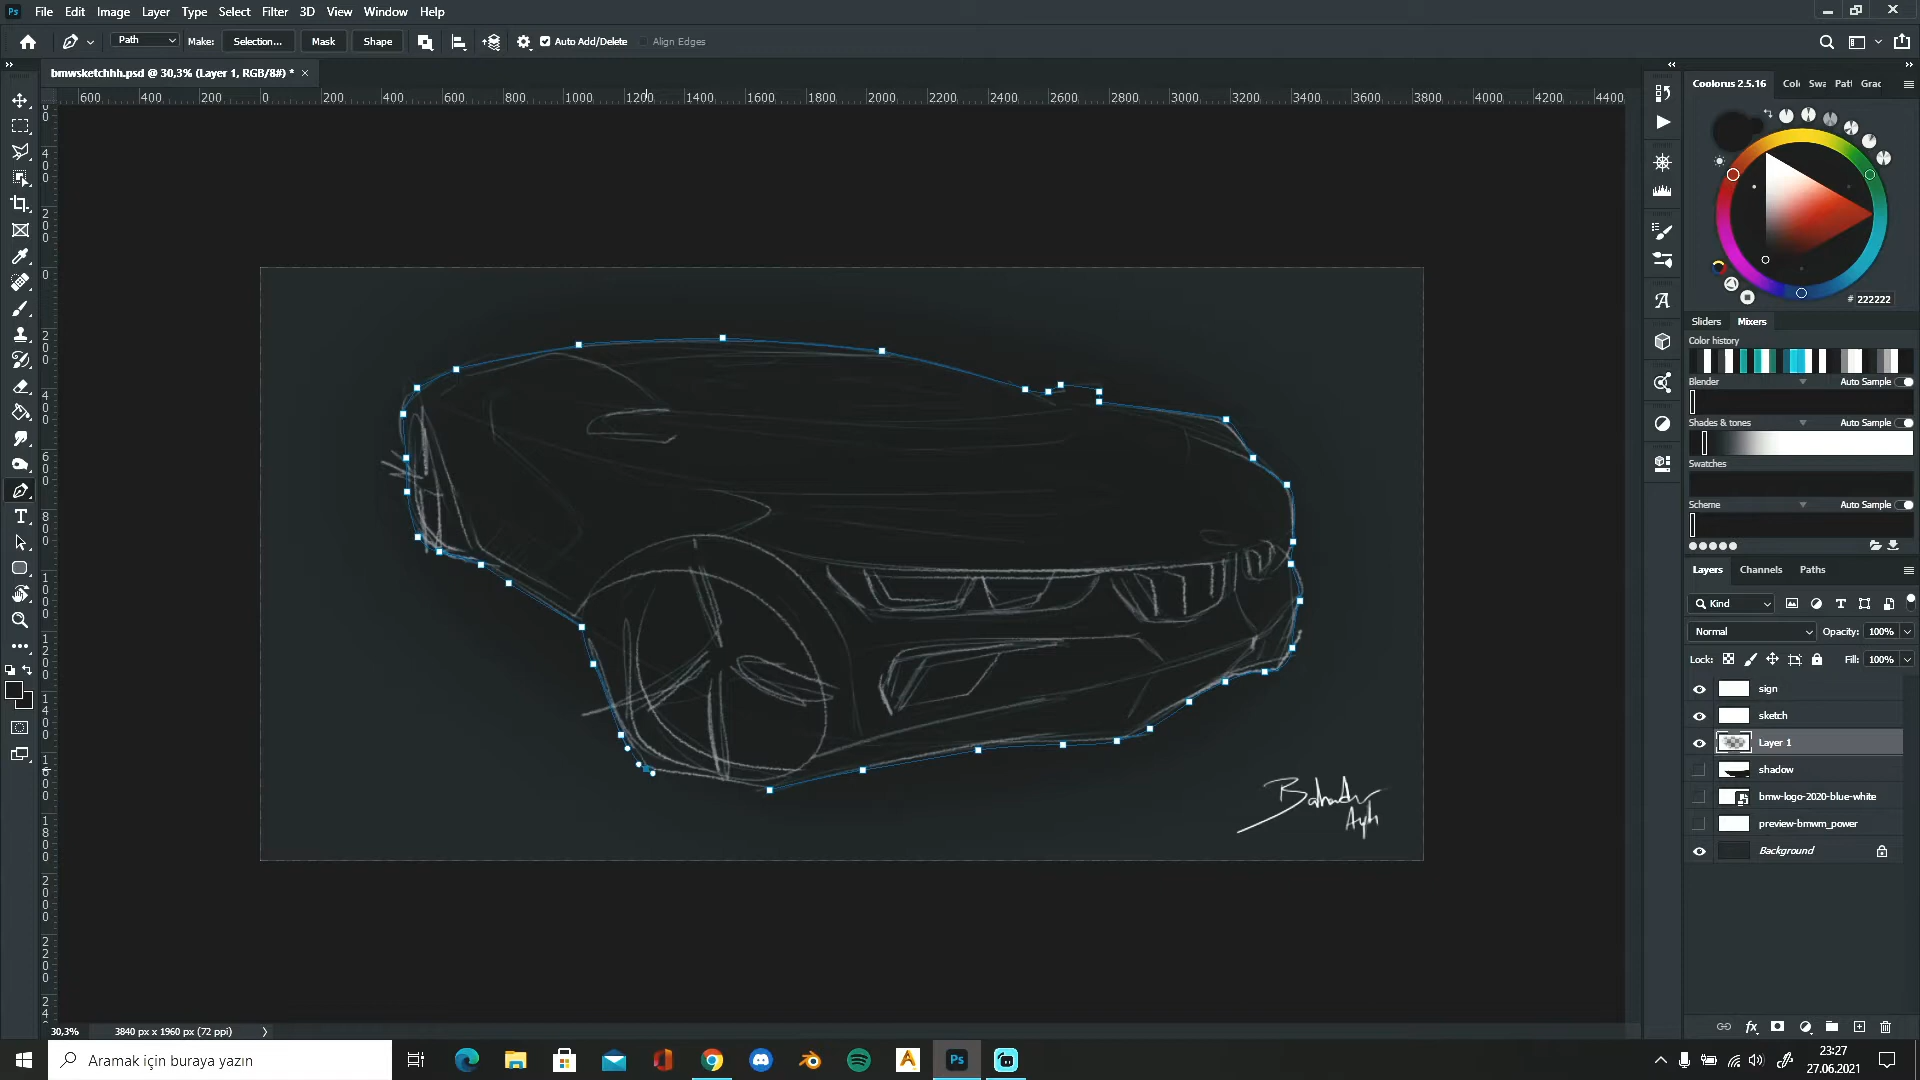 Ps File Edit Image Layer Type Select Filter 3D View Window Help
Path Make: Selection... Mask Shape Auto Add/Delete Align Edges
bmwsketchhh.psd @ 30,3% (Layer 1, RGB/8#) * ×
600 400 200 0 200 400 600 800 1000 1200 1400 1600 1800 2000 2200 2400 2600 2800 3000 3200 3400 3600 3800 4000 4200 4400
Coolorus 2.5.16 Colc Swa Patt Grac
# 222222
Sliders Mixers
Color history
Blender Auto Sample
Shades & tones Auto Sample
Swatches
Scheme Auto Sample
Layers Channels Paths
Kind
Normal Opacity: 100%
Lock: Fill: 100%
sign
sketch
Layer 1
shadow
bmw-logo-2020-blue-white
preview-bmwm_power
Background
30,3% 3840 px x 1960 px (72 ppi)
Aramak için buraya yazın
Ps
23:27
27.06.2021